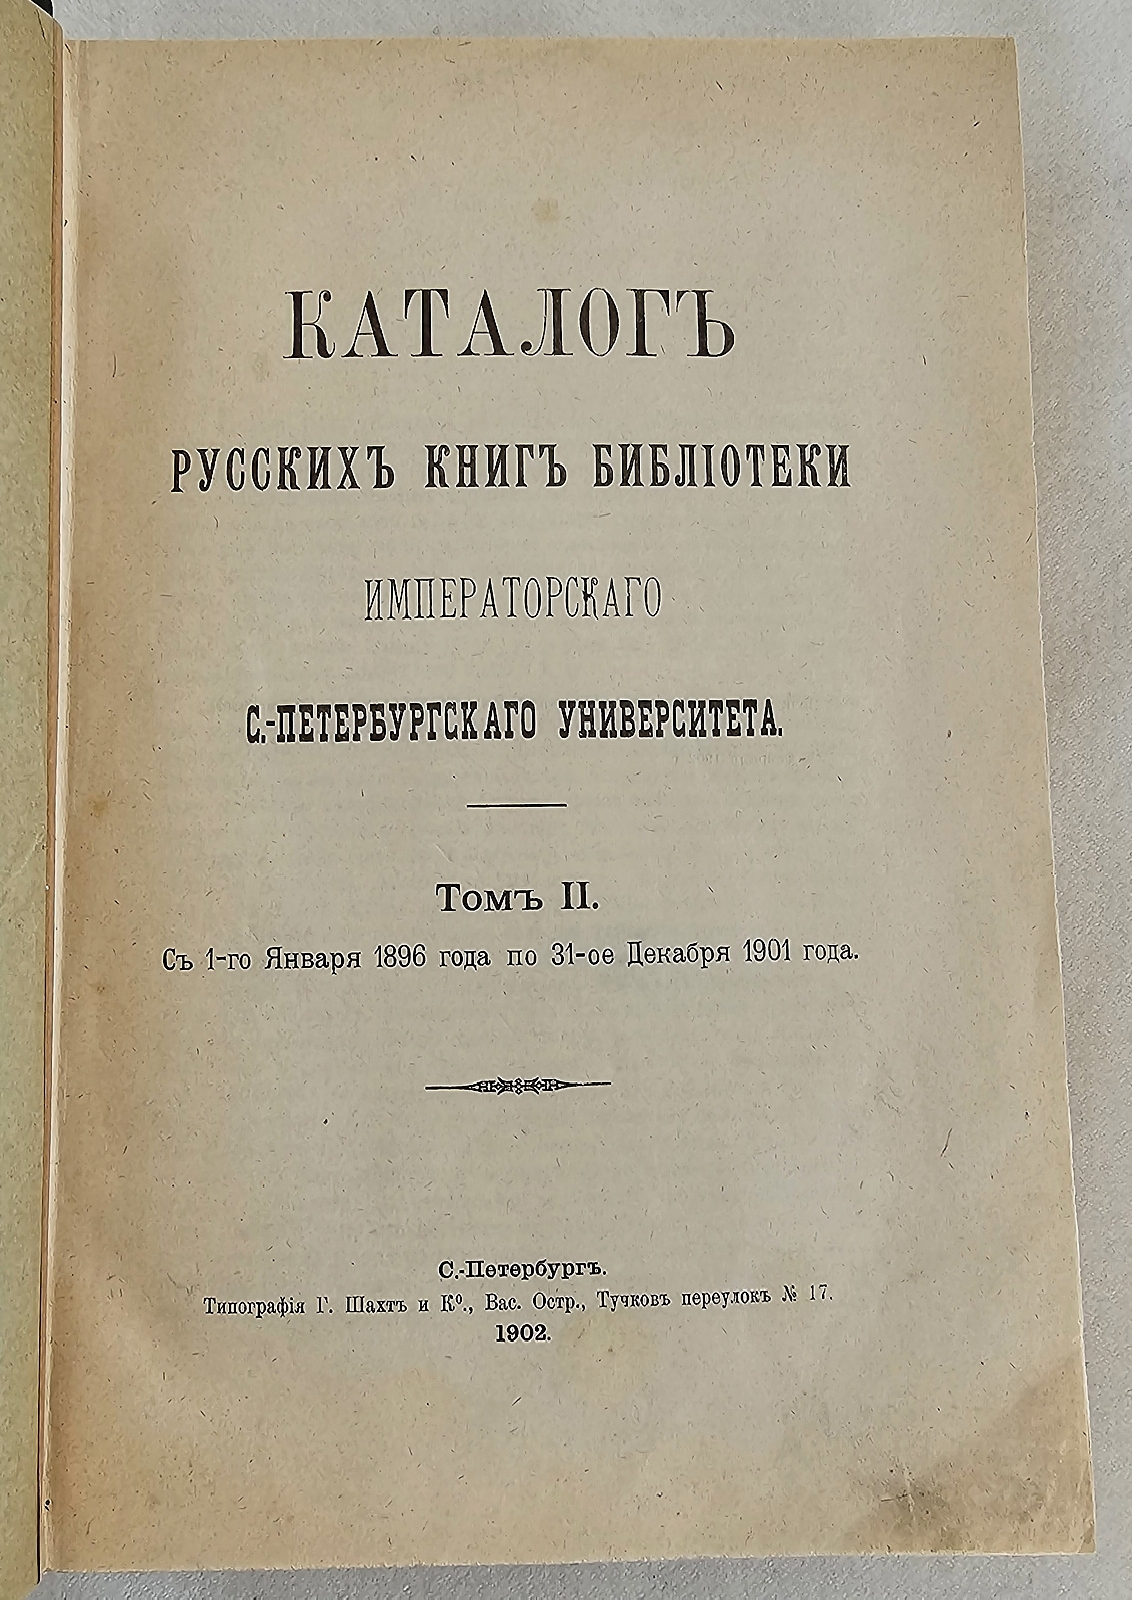 КАТАЛОГЪ
РУССКИХЪ КНИГЪ БИБЛІОТЕКИ
ИМПЕРАТОРСКАГО
С.-ПЕТЕРБУРГСКАГО УНИВЕРСИТЕТА.
Томъ II.
Съ 1-го Января 1896 года по 31-ое Декабря 1901 года.
С.-Петербургъ.
Типографія Г. Шахтъ и Кº., Вас. Остр., Тучковъ переулокъ № 17.
1902.